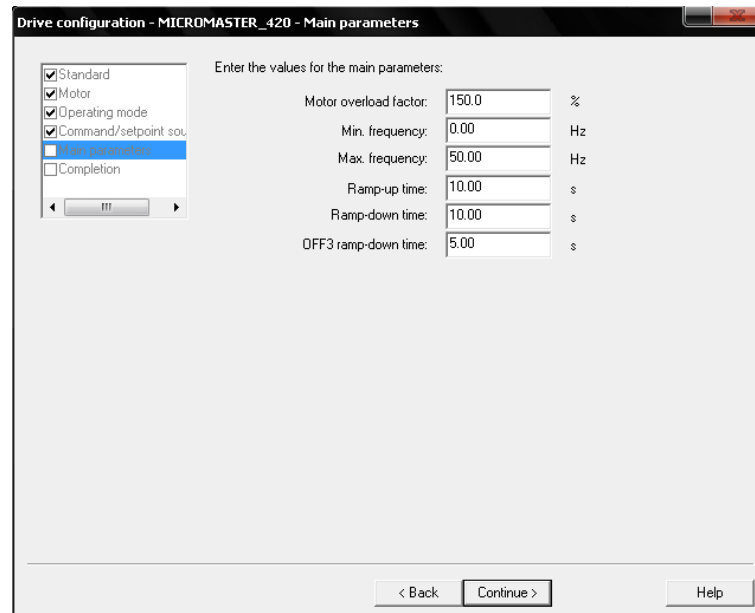 Drive configuration - MICROMASTER_420 - Main parameters
Standard
Motor
Operating mode
Command/setpoint sou
Main parameters
Completion
Enter the values for the main parameters:
Motor overload factor: 150.0 %
Min. frequency: 0.00 Hz
Max. frequency: 50.00 Hz
Ramp-up time: 10.00 s
Ramp-down time: 10.00 s
OFF3 ramp-down time: 5.00 s
< Back Continue > Help